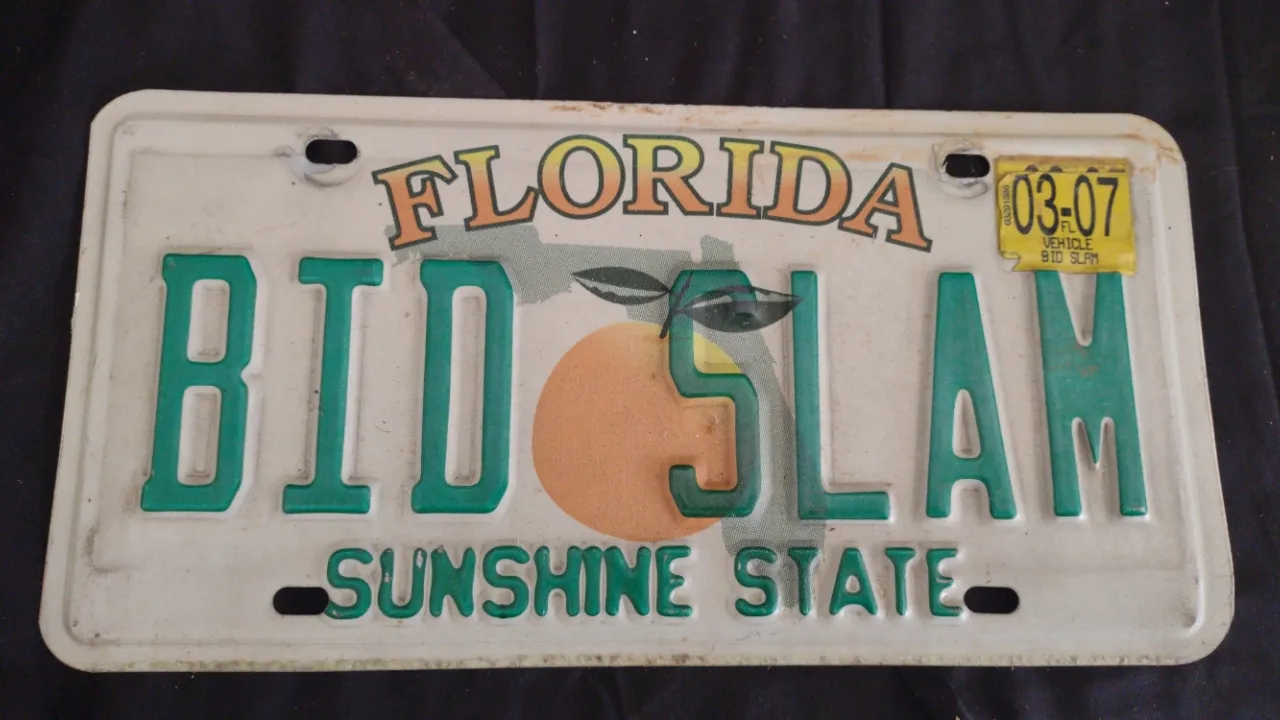 FLORIDA
03-07
FL
VEHICLE
BID SLAM
BID SLAM
SUNSHINE STATE